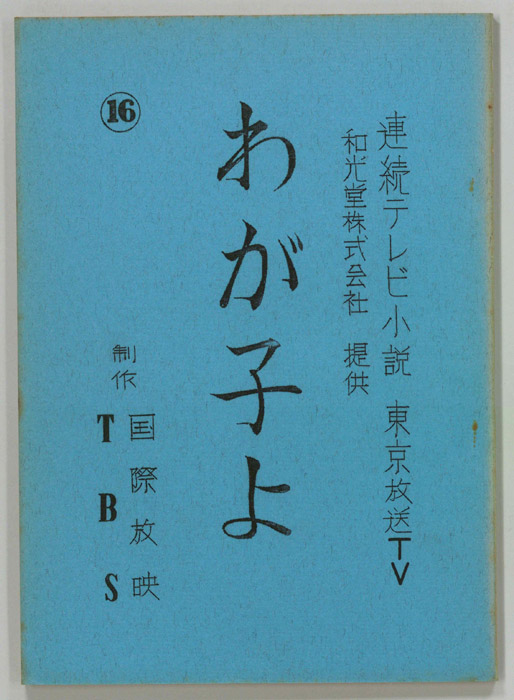 連続テレビ小説 東京放送TV
和光堂株式会社 提供
わが子よ
⑯
制作
国際放映
TBS